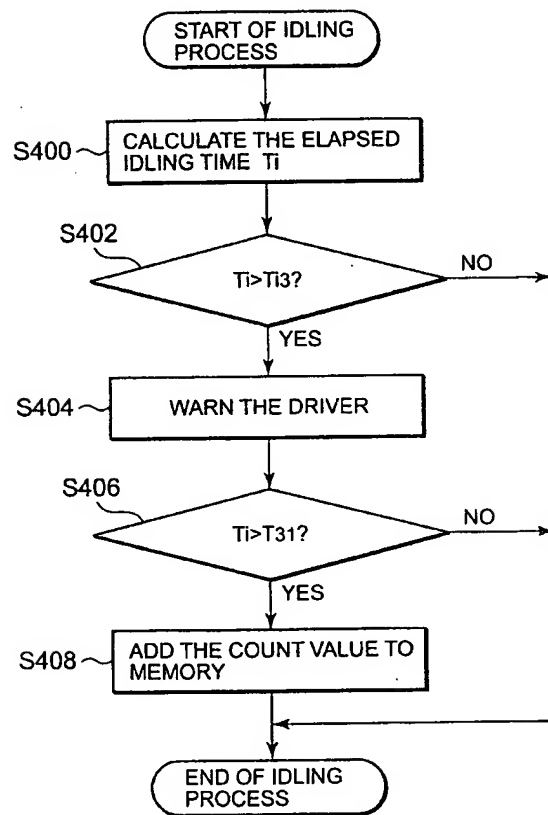 START OF IDLING
PROCESS
S400
CALCULATE THE ELAPSED
IDLING TIME Ti
S402
Ti>Ti3?
NO
YES
S404
WARN THE DRIVER
S406
Ti>T31?
NO
YES
S408
ADD THE COUNT VALUE TO
MEMORY
END OF IDLING
PROCESS